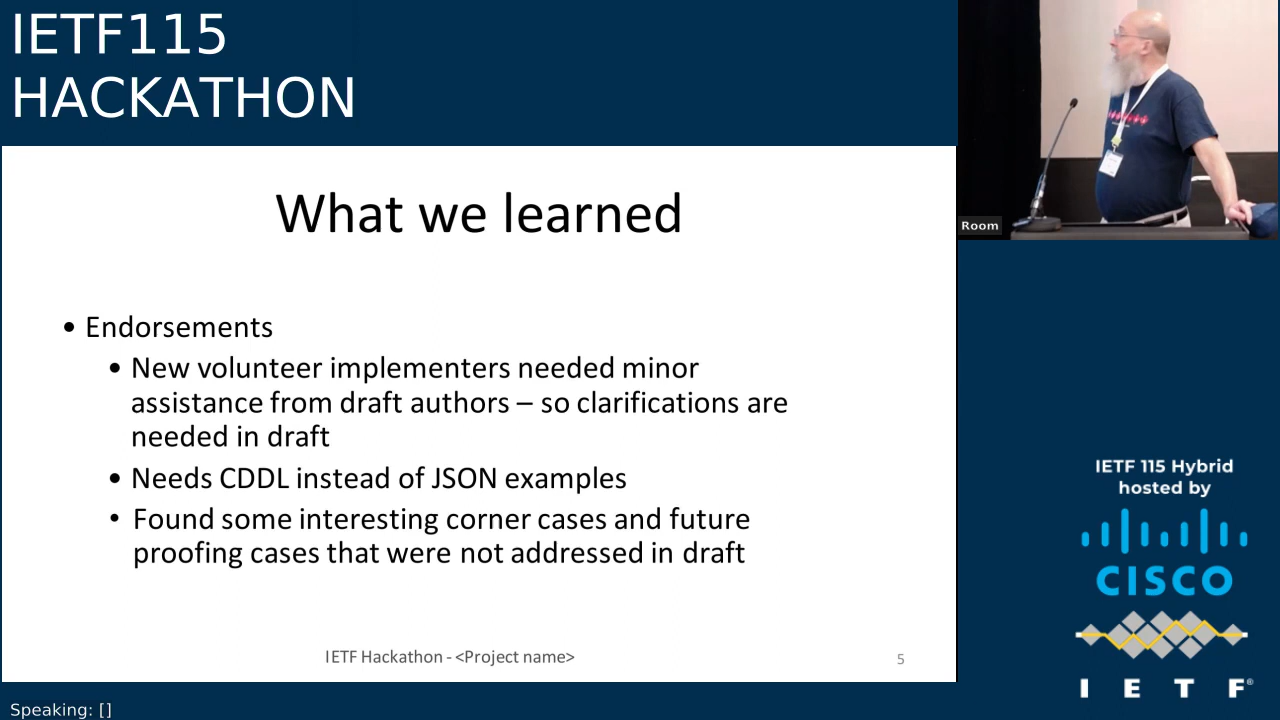 IETF115
HACKATHON
Room
What we learned
• Endorsements
• New volunteer implementers needed minor
assistance from draft authors – so clarifications are
needed in draft
• Needs CDDL instead of JSON examples
• Found some interesting corner cases and future
proofing cases that were not addressed in draft
IETF Hackathon - <Project name>
5
IETF 115 Hybrid
hosted by
CISCO
I E T F®
Speaking: []